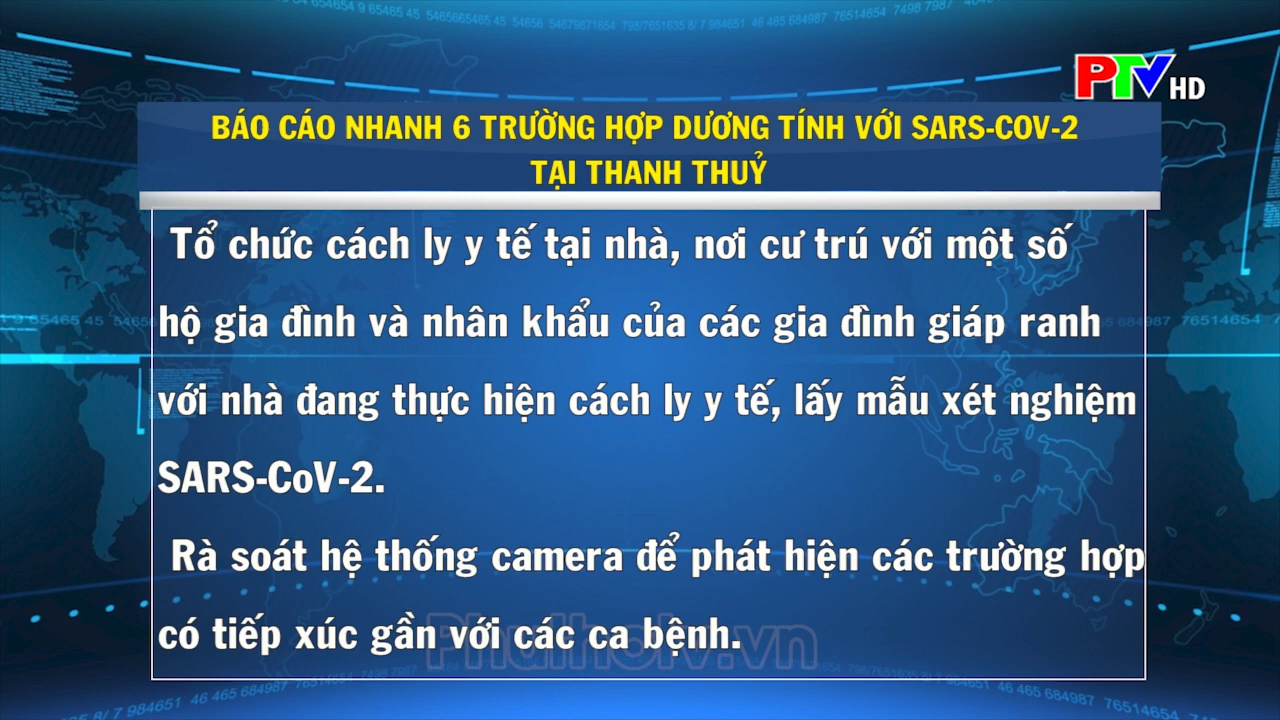 PTV HD
BÁO CÁO NHANH 6 TRƯỜNG HỢP DƯƠNG TÍNH VỚI SARS-COV-2
TẠI THANH THUỶ
Tổ chức cách ly y tế tại nhà, nơi cư trú với một số
hộ gia đình và nhân khẩu của các gia đình giáp ranh
với nhà đang thực hiện cách ly y tế, lấy mẫu xét nghiệm
SARS-CoV-2.
Rà soát hệ thống camera để phát hiện các trường hợp
có tiếp xúc gần với các ca bệnh.